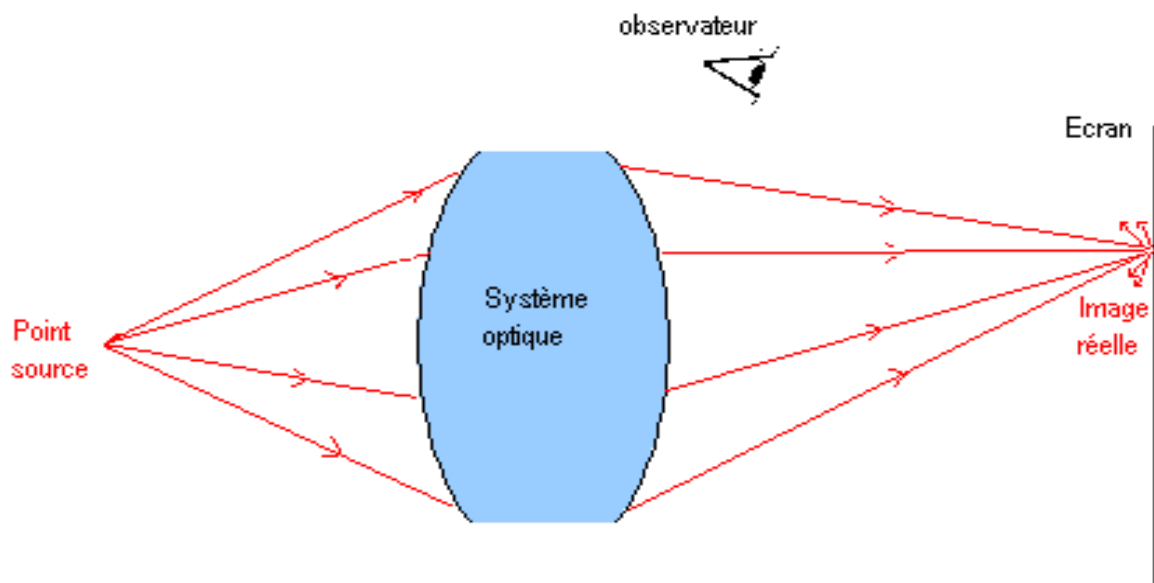 observateur
Ecran
Système
optique
Point
source
Image
réelle